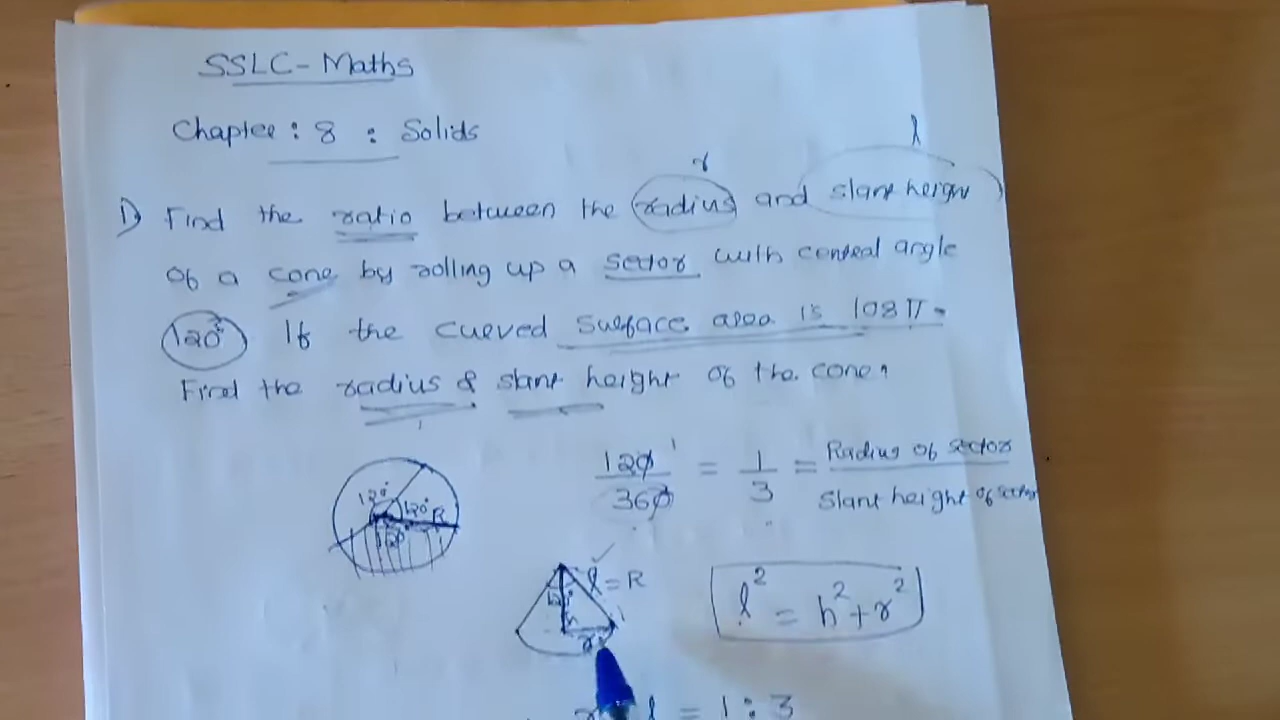 SSLC - Maths
Chapter : 8 : Solids
r
l
1) Find the ratio between the radius and slant height
of a cone by rolling up a sector with central angle
120° If the curved surface area is 108π.
Find the radius & slant height of the cone.
120/360 = 1/3 = Radius of sector / Slant height of sector
120° 120° R
120°
l = R
h
r
l² = h² + r²
l = 1 : 3